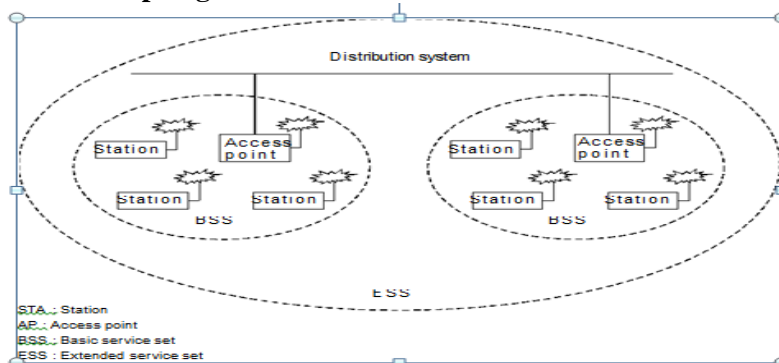 Distribution system
Station
Access
point
Station
Access
point
Station
Station
Station
Station
BSS
BSS
ESS
STA : Station
AP : Access point
BSS : Basic service set
ESS : Extended service set